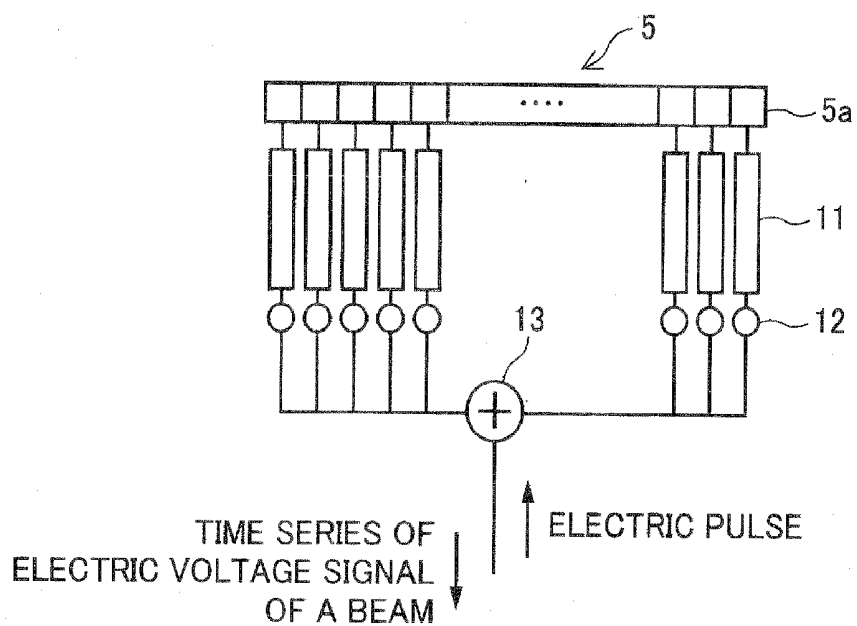 5
....
5a
11
12
13
+
ELECTRIC PULSE
TIME SERIES OF
ELECTRIC VOLTAGE SIGNAL
OF A BEAM